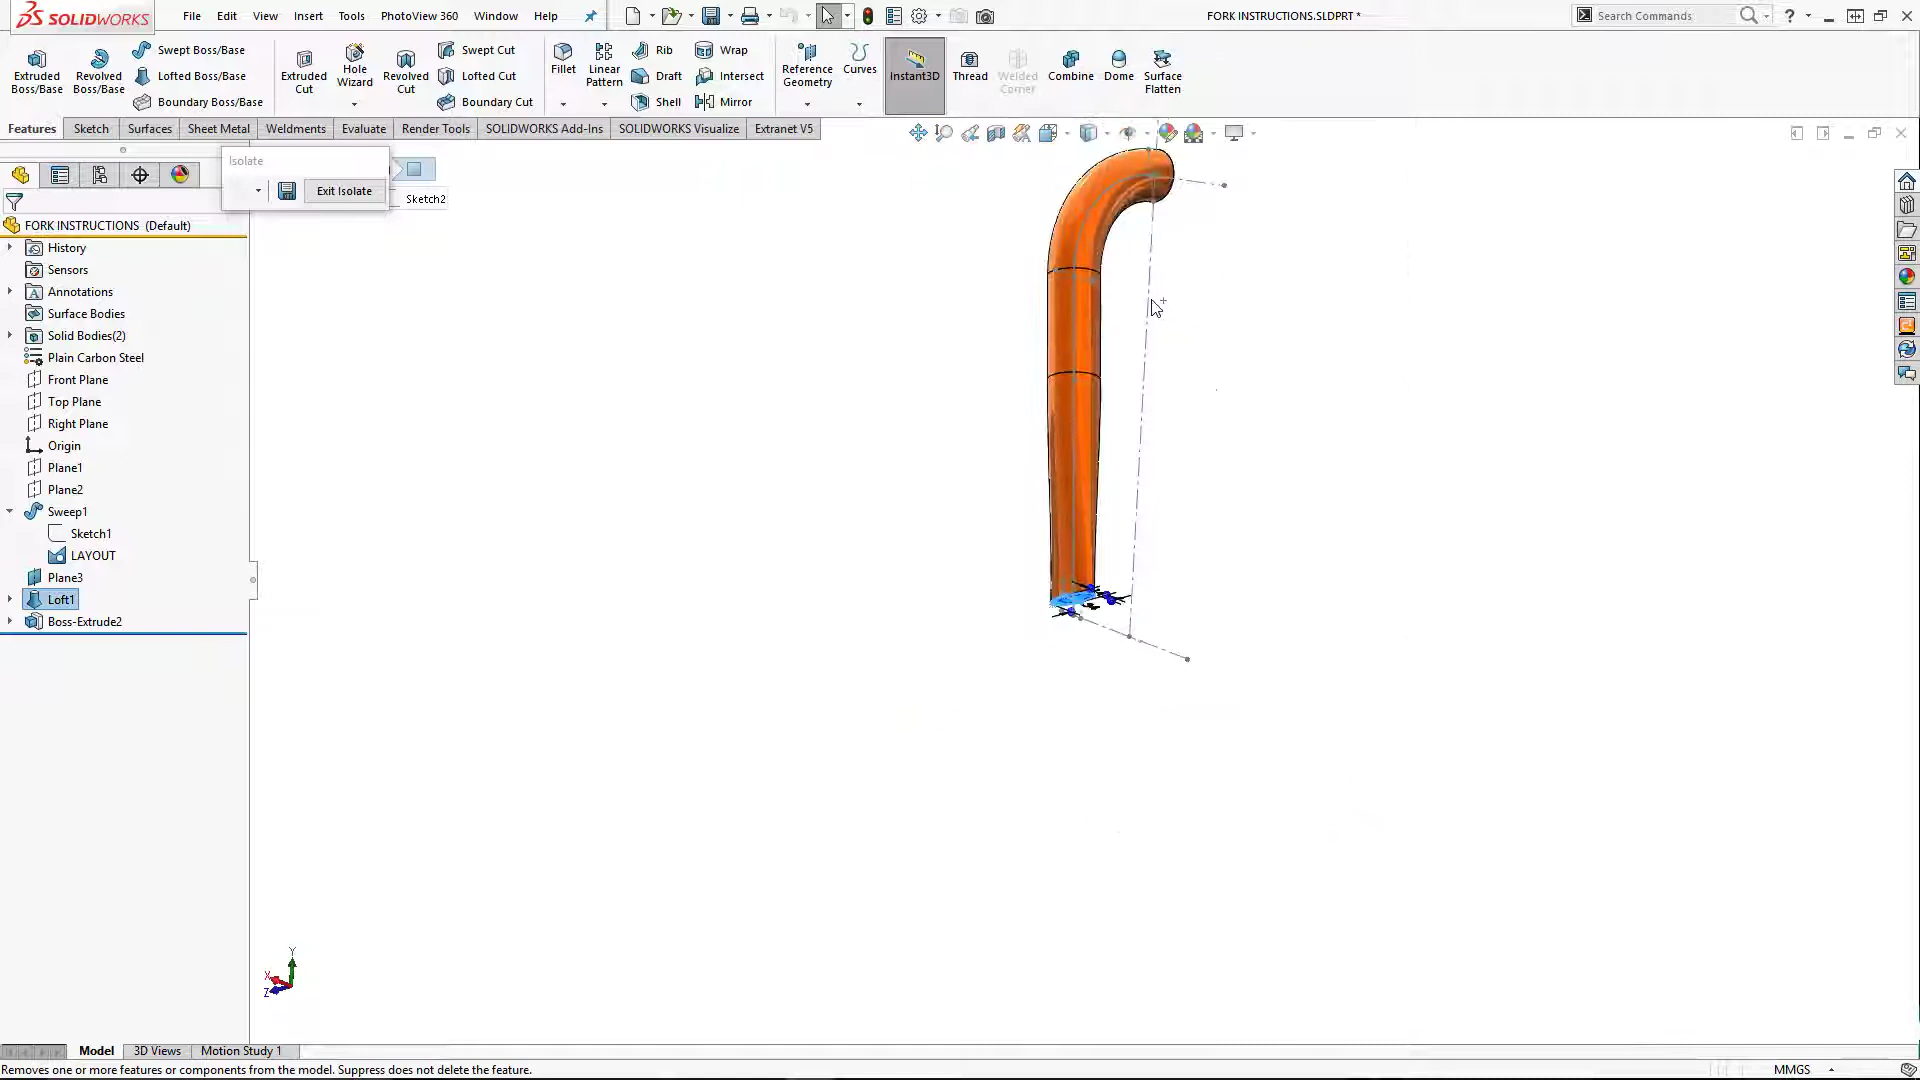 SOLIDWORKS
File Edit View Insert Tools PhotoView 360 Window Help
FORK INSTRUCTIONS.SLDPRT *
Search Commands
Extruded Boss/Base
Revolved Boss/Base
Swept Boss/Base
Lofted Boss/Base
Boundary Boss/Base
Extruded Cut
Hole Wizard
Revolved Cut
Swept Cut
Lofted Cut
Boundary Cut
Fillet
Linear Pattern
Rib
Draft
Shell
Wrap
Intersect
Mirror
Reference Geometry
Curves
Instant3D
Thread
Welded Corner
Combine
Dome
Surface Flatten
Features Sketch Surfaces Sheet Metal Weldments Evaluate Render Tools SOLIDWORKS Add-Ins SOLIDWORKS Visualize Extranet V5
Isolate
Exit Isolate
Sketch2
FORK INSTRUCTIONS (Default)
History
Sensors
Annotations
Surface Bodies
Solid Bodies(2)
Plain Carbon Steel
Front Plane
Top Plane
Right Plane
Origin
Plane1
Plane2
Sweep1
Sketch1
LAYOUT
Plane3
Loft1
Boss-Extrude2
Y
X
Z
Model 3D Views Motion Study 1
Removes one or more features or components from the model. Suppress does not delete the feature.
MMGS